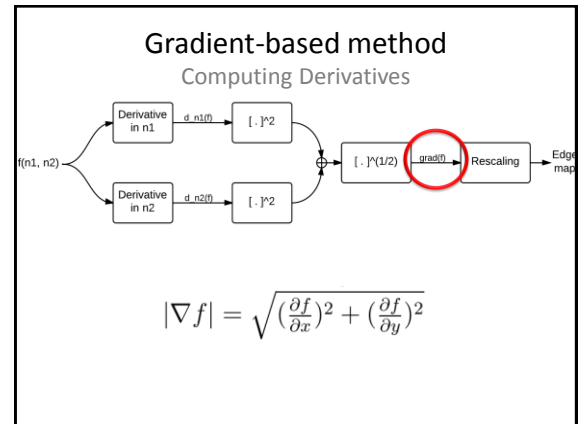 Gradient-based method
Computing Derivatives
f(n1, n2)
Derivative
in n1
d_n1(f)
[ . ]^2
Derivative
in n2
d_n2(f)
[ . ]^2
[ . ]^(1/2)
grad(f)
Rescaling
Edge
map
|∇f| = √((∂f/∂x)² + (∂f/∂y)²)